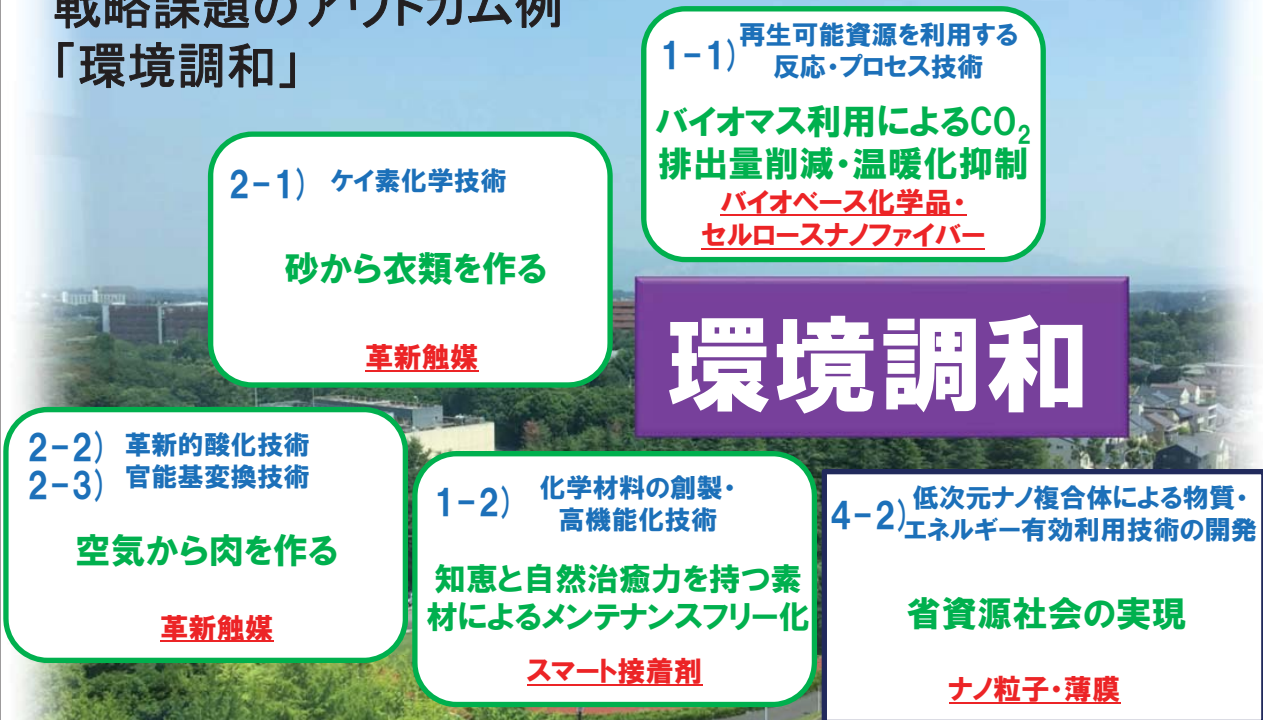 戦略課題のアウトカム例
「環境調和」
1-1) 再生可能資源を利用する
反応・プロセス技術
バイオマス利用によるCO₂
排出量削減・温暖化抑制
バイオベース化学品・
セルロースナノファイバー
2-1) ケイ素化学技術
砂から衣類を作る
革新触媒
環境調和
2-2) 革新的酸化技術
2-3) 官能基変換技術
空気から肉を作る
革新触媒
1-2) 化学材料の創製・
高機能化技術
知恵と自然治癒力を持つ素
材によるメンテナンスフリー化
スマート接着剤
4-2) 低次元ナノ複合体による物質・
エネルギー有効利用技術の開発
省資源社会の実現
ナノ粒子・薄膜